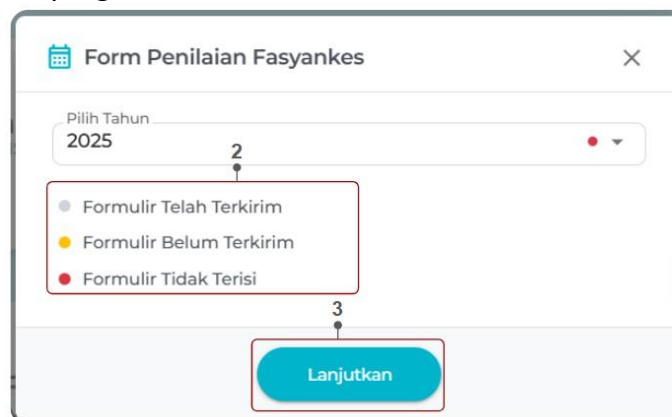 Form Penilaian Fasyankes
Pilih Tahun
2025
2
Formulir Telah Terkirim
Formulir Belum Terkirim
Formulir Tidak Terisi
3
Lanjutkan